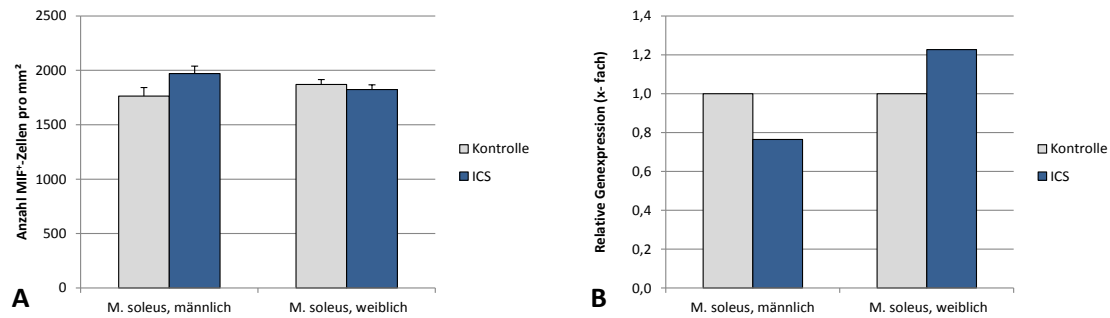 2500
2000
1500
1000
500
0
Anzahl MIF⁺-Zellen pro mm²
M. soleus, männlich
M. soleus, weiblich
Kontrolle
ICS
A
1,4
1,2
1,0
0,8
0,6
0,4
0,2
0,0
Relative Genexpression (x- fach)
M. soleus, männlich
M. soleus, weiblich
Kontrolle
ICS
B